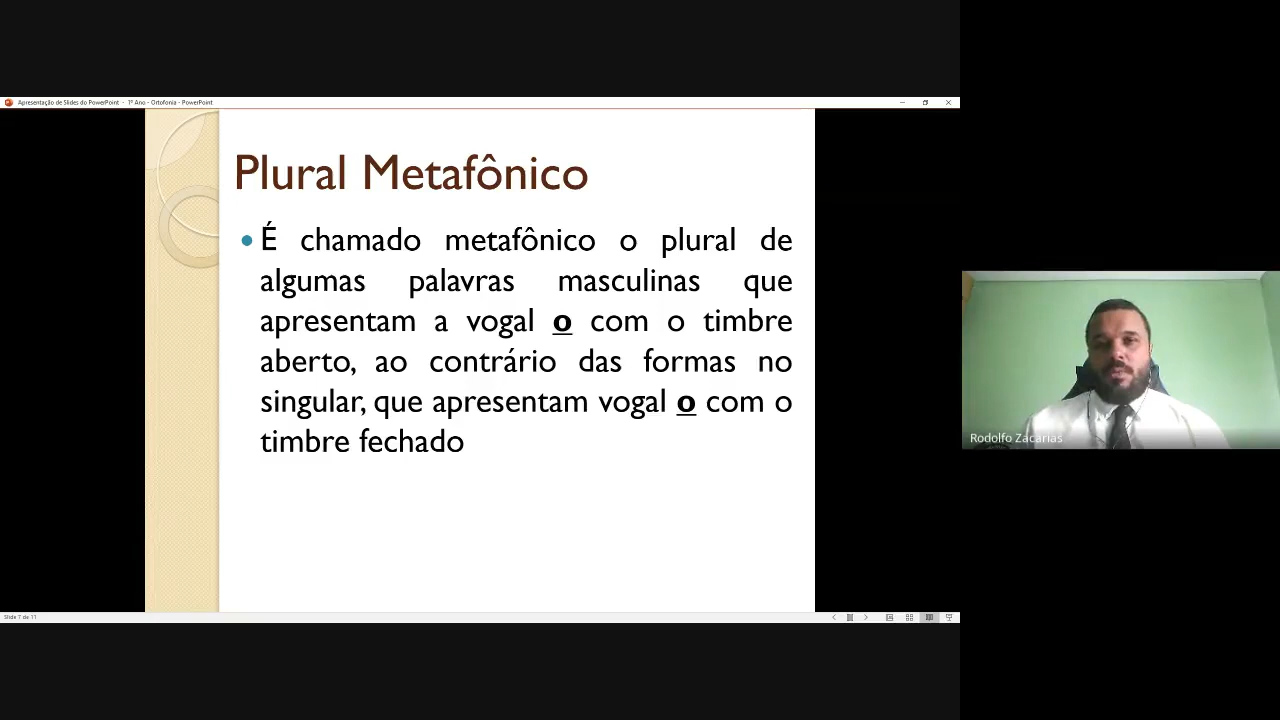 Apresentação de Slides do PowerPoint - 1º Ano - Ortofonia - PowerPoint
Plural Metafônico
É chamado metafônico o plural de
algumas palavras masculinas que
apresentam a vogal o com o timbre
aberto, ao contrário das formas no
singular, que apresentam vogal o com o
timbre fechado
Rodolfo Zacarias
Slide 7 de 11